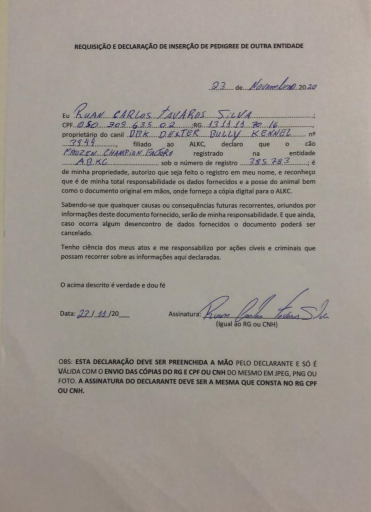 REQUISIÇÃO E DECLARAÇÃO DE INSERÇÃO DE PEDIGREE DE OUTRA ENTIDADE
23 de Novembro 2020
Eu RUAN CARLOS TAVARES SILVA;
CPF 050 709 635 02 RG 13 11 11 70 16,
proprietário do canil DBK DEXTER BULLY KENNEL nº
3944, filiado ao ALKC, declaro que o cão
FROZEN CHAMPION FACTORY registrado na entidade
ABKC, sob o número de registro 385783; é
de minha propriedade, autorizo que seja feito o registro em meu nome, e reconheço
que é de minha total responsabilidade os dados fornecidos e a posse do animal bem
como o documento original em mãos, onde forneço a cópia digital para o ALKC.
Sabendo-se que quaisquer causas ou consequências futuras recorrentes, oriundos por
informações deste documento fornecido, serão de minha responsabilidade. E que ainda,
caso ocorra algum desencontro de dados fornecidos o documento poderá ser
cancelado.
Tenho ciência dos meus atos e me responsabilizo por ações cíveis e criminais que
possam recorrer sobre as informações aqui declaradas.
O acima descrito é verdade e dou fé
Data: 22/11/20__ Assinatura: Ruan Carlos Tavares Silva
(Igual ao RG ou CNH)
OBS: ESTA DECLARAÇÃO DEVE SER PREENCHIDA A MÃO PELO DECLARANTE E SÓ É
VÁLIDA COM O ENVIO DAS CÓPIAS DO RG E CPF OU CNH DO MESMO EM JPEG, PNG OU
FOTO. A ASSINATURA DO DECLARANTE DEVE SER A MESMA QUE CONSTA NO RG CPF
OU CNH.